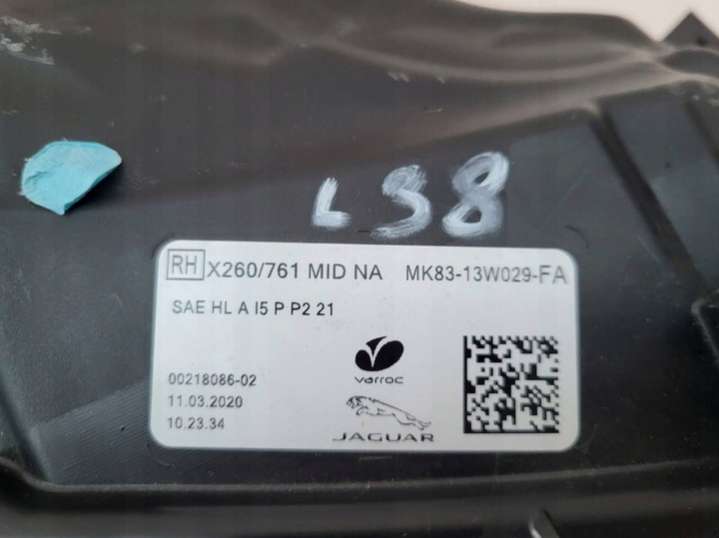 L98
RH X260/761 MID NA MK83-13W029-FA
SAE HL A I5 P P2 21
00218086-02
11.03.2020
10.23.34
varroc
JAGUAR